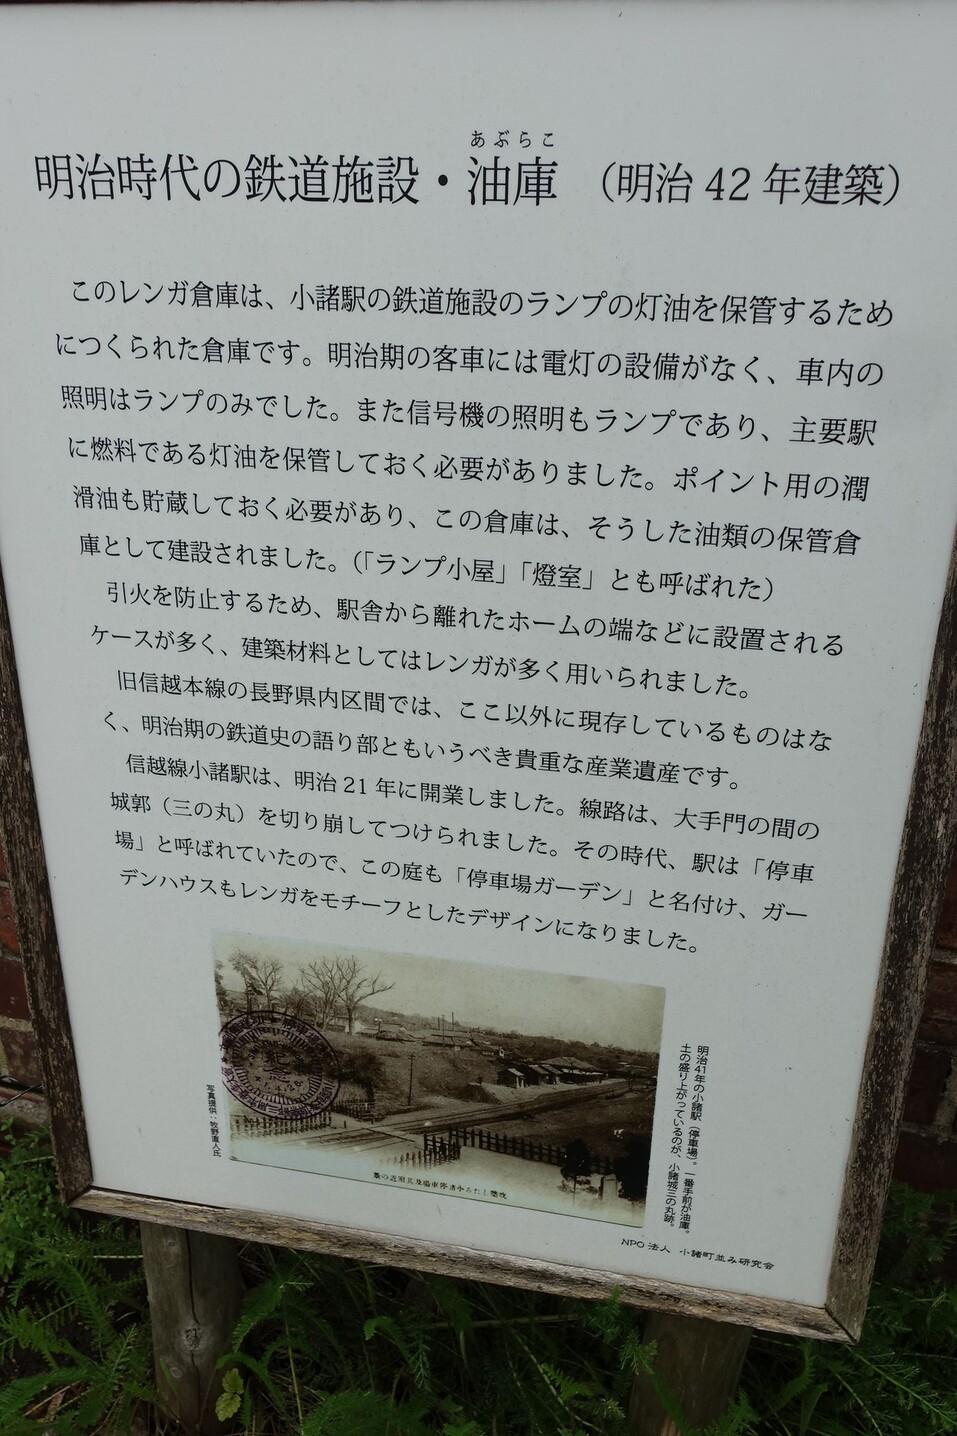 あぶらこ
明治時代の鉄道施設・油庫 （明治 42 年建築）
このレンガ倉庫は、小諸駅の鉄道施設のランプの灯油を保管するため
につくられた倉庫です。明治期の客車には電灯の設備がなく、車内の
照明はランプのみでした。また信号機の照明もランプであり、主要駅
に燃料である灯油を保管しておく必要がありました。ポイント用の潤
滑油も貯蔵しておく必要があり、この倉庫は、そうした油類の保管倉
庫として建設されました。（「ランプ小屋」「燈室」とも呼ばれた）
引火を防止するため、駅舎から離れたホームの端などに設置される
ケースが多く、建築材料としてはレンガが多く用いられました。
旧信越本線の長野県内区間では、ここ以外に現存しているものはな
く、明治期の鉄道史の語り部ともいうべき貴重な産業遺産です。
信越線小諸駅は、明治 21 年に開業しました。線路は、大手門の間の
城郭（三の丸）を切り崩してつけられました。その時代、駅は「停車
場」と呼ばれていたので、この庭も「停車場ガーデン」と名付け、ガー
デンハウスもレンガをモチーフとしたデザインになりました。
明治41年の小諸駅（停車場）。一番手前が油庫。
土の盛り上がっているのが、小諸城三の丸跡。
写真提供：牧野直人氏
NPO 法人 小諸町並み研究会